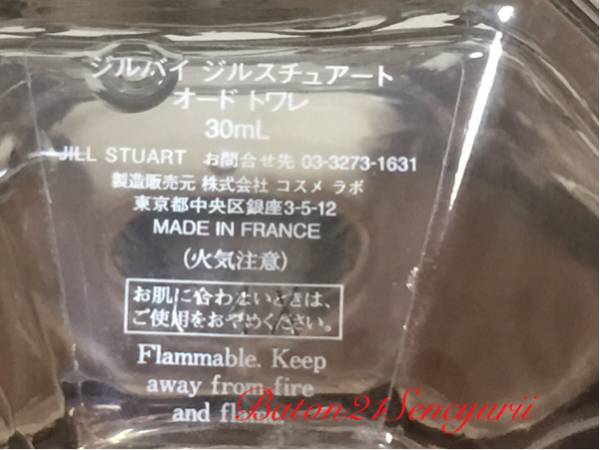 ジルバイ ジルスチュアート
オード トワレ
30mL
JILL STUART お問合せ先 03-3273-1631
製造販売元 株式会社 コスメ ラボ
東京都中央区銀座3-5-12
MADE IN FRANCE
(火気注意)
お肌に合わないときは、
ご使用をおやめください。
Flammable. Keep
away from fire
and flame
Baton21Sencyurii